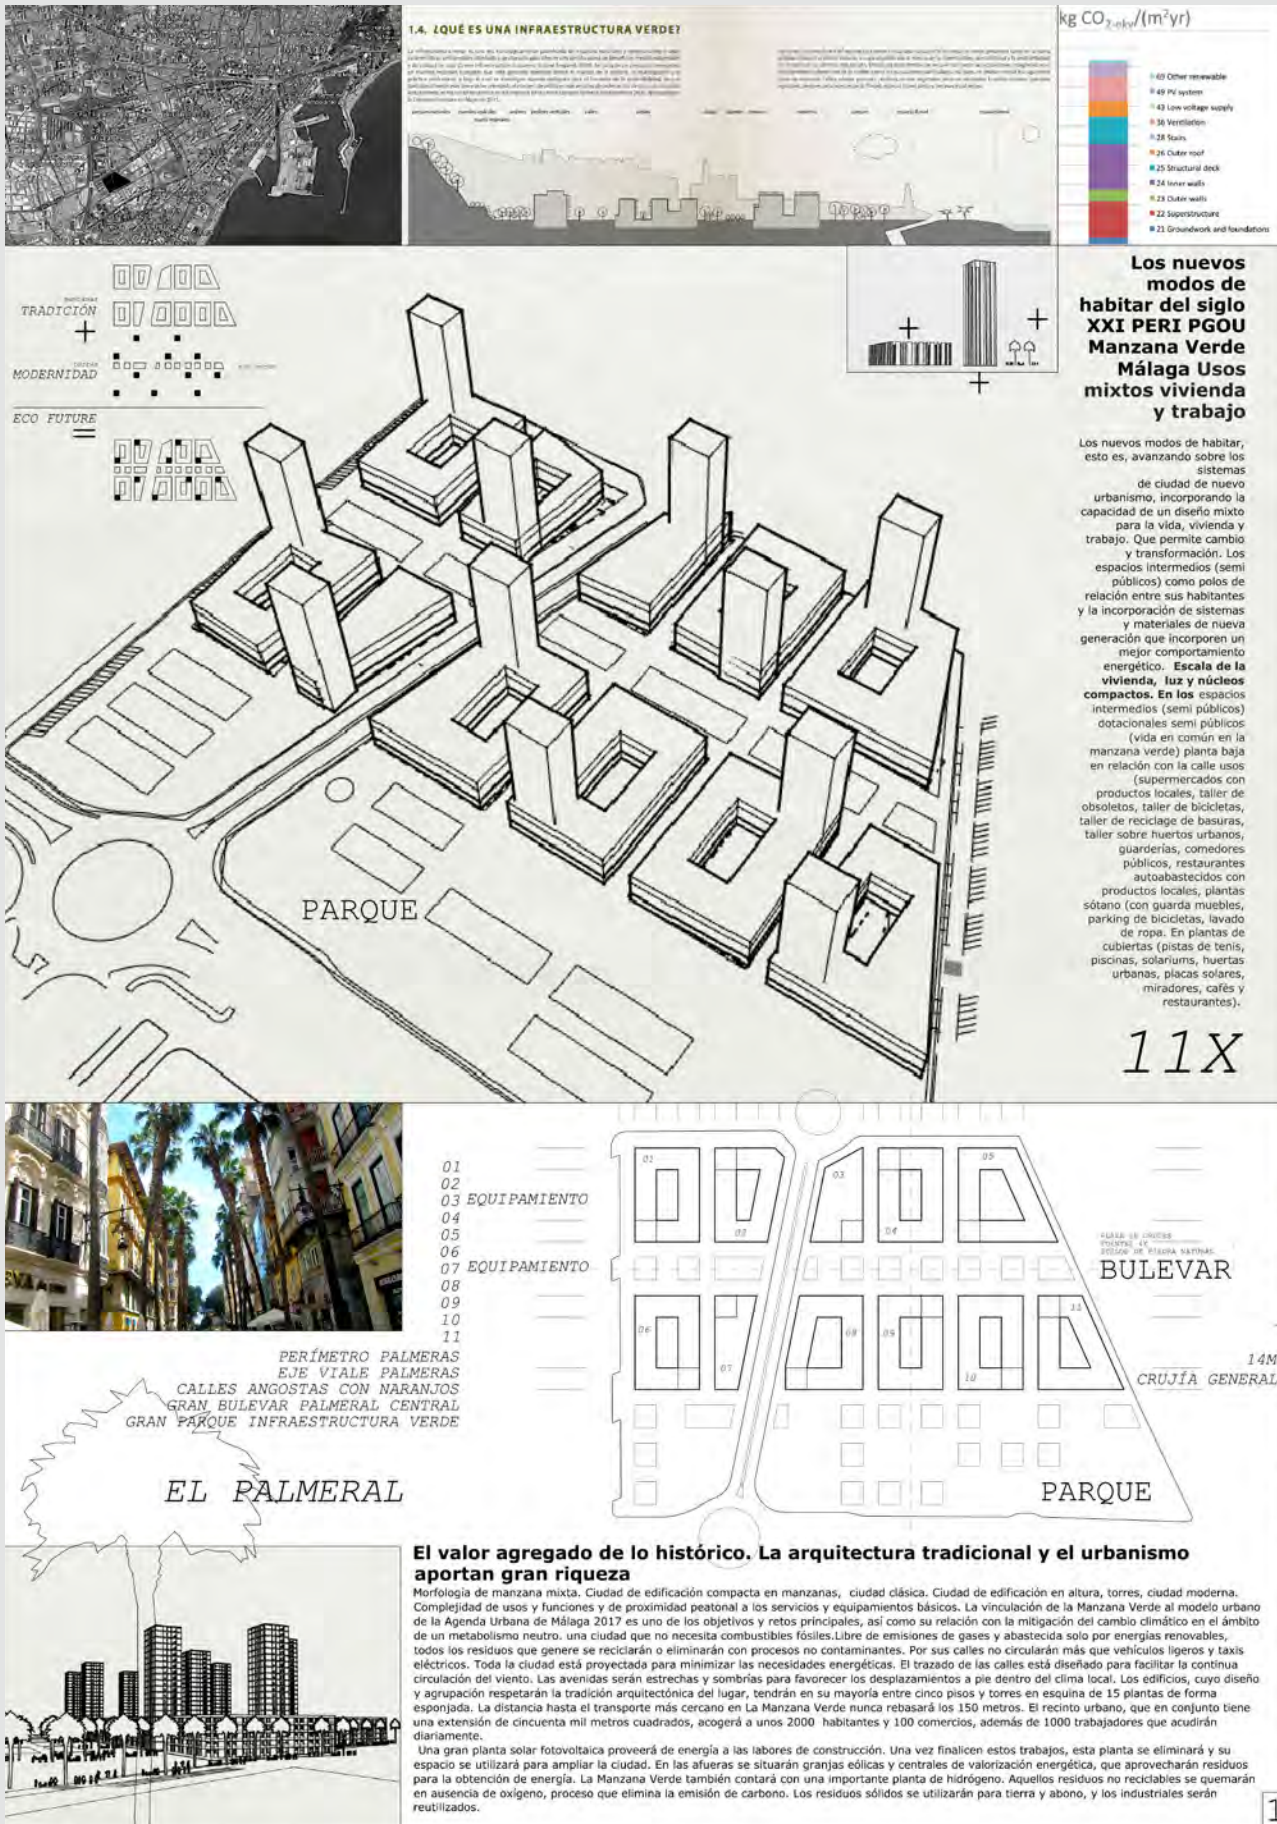 1.4. ¿QUÉ ES UNA INFRAESTRUCTURA VERDE?
kg CO2-ekv/(m²yr)
69 Other renewable
49 PV system
43 Low voltage supply
36 Ventilation
28 Stairs
26 Outer roof
25 Structural deck
24 Inner walls
23 Outer walls
22 Superstructure
21 Groundwork and foundations
TRADICIÓN
+
MODERNIDAD
ECO FUTURE
=
Los nuevos
modos de
habitar del siglo
XXI PERI PGOU
Manzana Verde
Málaga Usos
mixtos vivienda
y trabajo
Los nuevos modos de habitar,
esto es, avanzando sobre los
sistemas
de ciudad de nuevo
urbanismo, incorporando la
capacidad de un diseño mixto
para la vida, vivienda y
trabajo. Que permite cambio
y transformación. Los
espacios intermedios (semi
públicos) como polos de
relación entre sus habitantes
y la incorporación de sistemas
y materiales de nueva
generación que incorporen un
mejor comportamiento
energético. Escala de la
vivienda, luz y núcleos
compactos. En los espacios
intermedios (semi públicos)
dotacionales semi públicos
(vida en común en la
manzana verde) planta baja
en relación con la calle usos
(supermercados con
productos locales, taller de
obsoletos, taller de bicicletas,
taller de reciclage de basuras,
taller sobre huertos urbanos,
guarderías, comedores
públicos, restaurantes
autoabastecidos con
productos locales, plantas
sótano (con guarda muebles,
parking de bicicletas, lavado
de ropa. En plantas de
cubiertas (pistas de tenis,
piscinas, solariums, huertas
urbanas, placas solares,
miradores, cafés y
restaurantes).
PARQUE
11X
01
02
03 EQUIPAMIENTO
04
05
06
07 EQUIPAMIENTO
08
09
10
11
PERÍMETRO PALMERAS
EJE VIALE PALMERAS
CALLES ANGOSTAS CON NARANJOS
GRAN BULEVAR PALMERAL CENTRAL
GRAN PARQUE INFRAESTRUCTURA VERDE
EL PALMERAL
01
02
03
04
05
06
07
08
09
10
11
BULEVAR
14M
CRUJÍA GENERAL
PARQUE
El valor agregado de lo histórico. La arquitectura tradicional y el urbanismo
aportan gran riqueza
Morfología de manzana mixta. Ciudad de edificación compacta en manzanas, ciudad clásica. Ciudad de edificación en altura, torres, ciudad moderna.
Complejidad de usos y funciones y de proximidad peatonal a los servicios y equipamientos básicos. La vinculación de la Manzana Verde al modelo urbano
de la Agenda Urbana de Málaga 2017 es uno de los objetivos y retos principales, así como su relación con la mitigación del cambio climático en el ámbito
de un metabolismo neutro. una ciudad que no necesita combustibles fósiles.Libre de emisiones de gases y abastecida solo por energías renovables,
todos los residuos que genere se reciclarán o eliminarán con procesos no contaminantes. Por sus calles no circularán más que vehículos ligeros y taxis
eléctricos. Toda la ciudad está proyectada para minimizar las necesidades energéticas. El trazado de las calles está diseñado para facilitar la continua
circulación del viento. Las avenidas serán estrechas y sombrías para favorecer los desplazamientos a pie dentro del clima local. Los edificios, cuyo diseño
y agrupación respetarán la tradición arquitectónica del lugar, tendrán en su mayoría entre cinco pisos y torres en esquina de 15 plantas de forma
esponjada. La distancia hasta el transporte más cercano en La Manzana Verde nunca rebasará los 150 metros. El recinto urbano, que en conjunto tiene
una extensión de cincuenta mil metros cuadrados, acogerá a unos 2000 habitantes y 100 comercios, además de 1000 trabajadores que acudirán
diariamente.
Una gran planta solar fotovoltaica proveerá de energía a las labores de construcción. Una vez finalicen estos trabajos, esta planta se eliminará y su
espacio se utilizará para ampliar la ciudad. En las afueras se situarán granjas eólicas y centrales de valorización energética, que aprovecharán residuos
para la obtención de energía. La Manzana Verde también contará con una importante planta de hidrógeno. Aquellos residuos no reciclables se quemarán
en ausencia de oxígeno, proceso que elimina la emisión de carbono. Los residuos sólidos se utilizarán para tierra y abono, y los industriales serán
reutilizados.
1